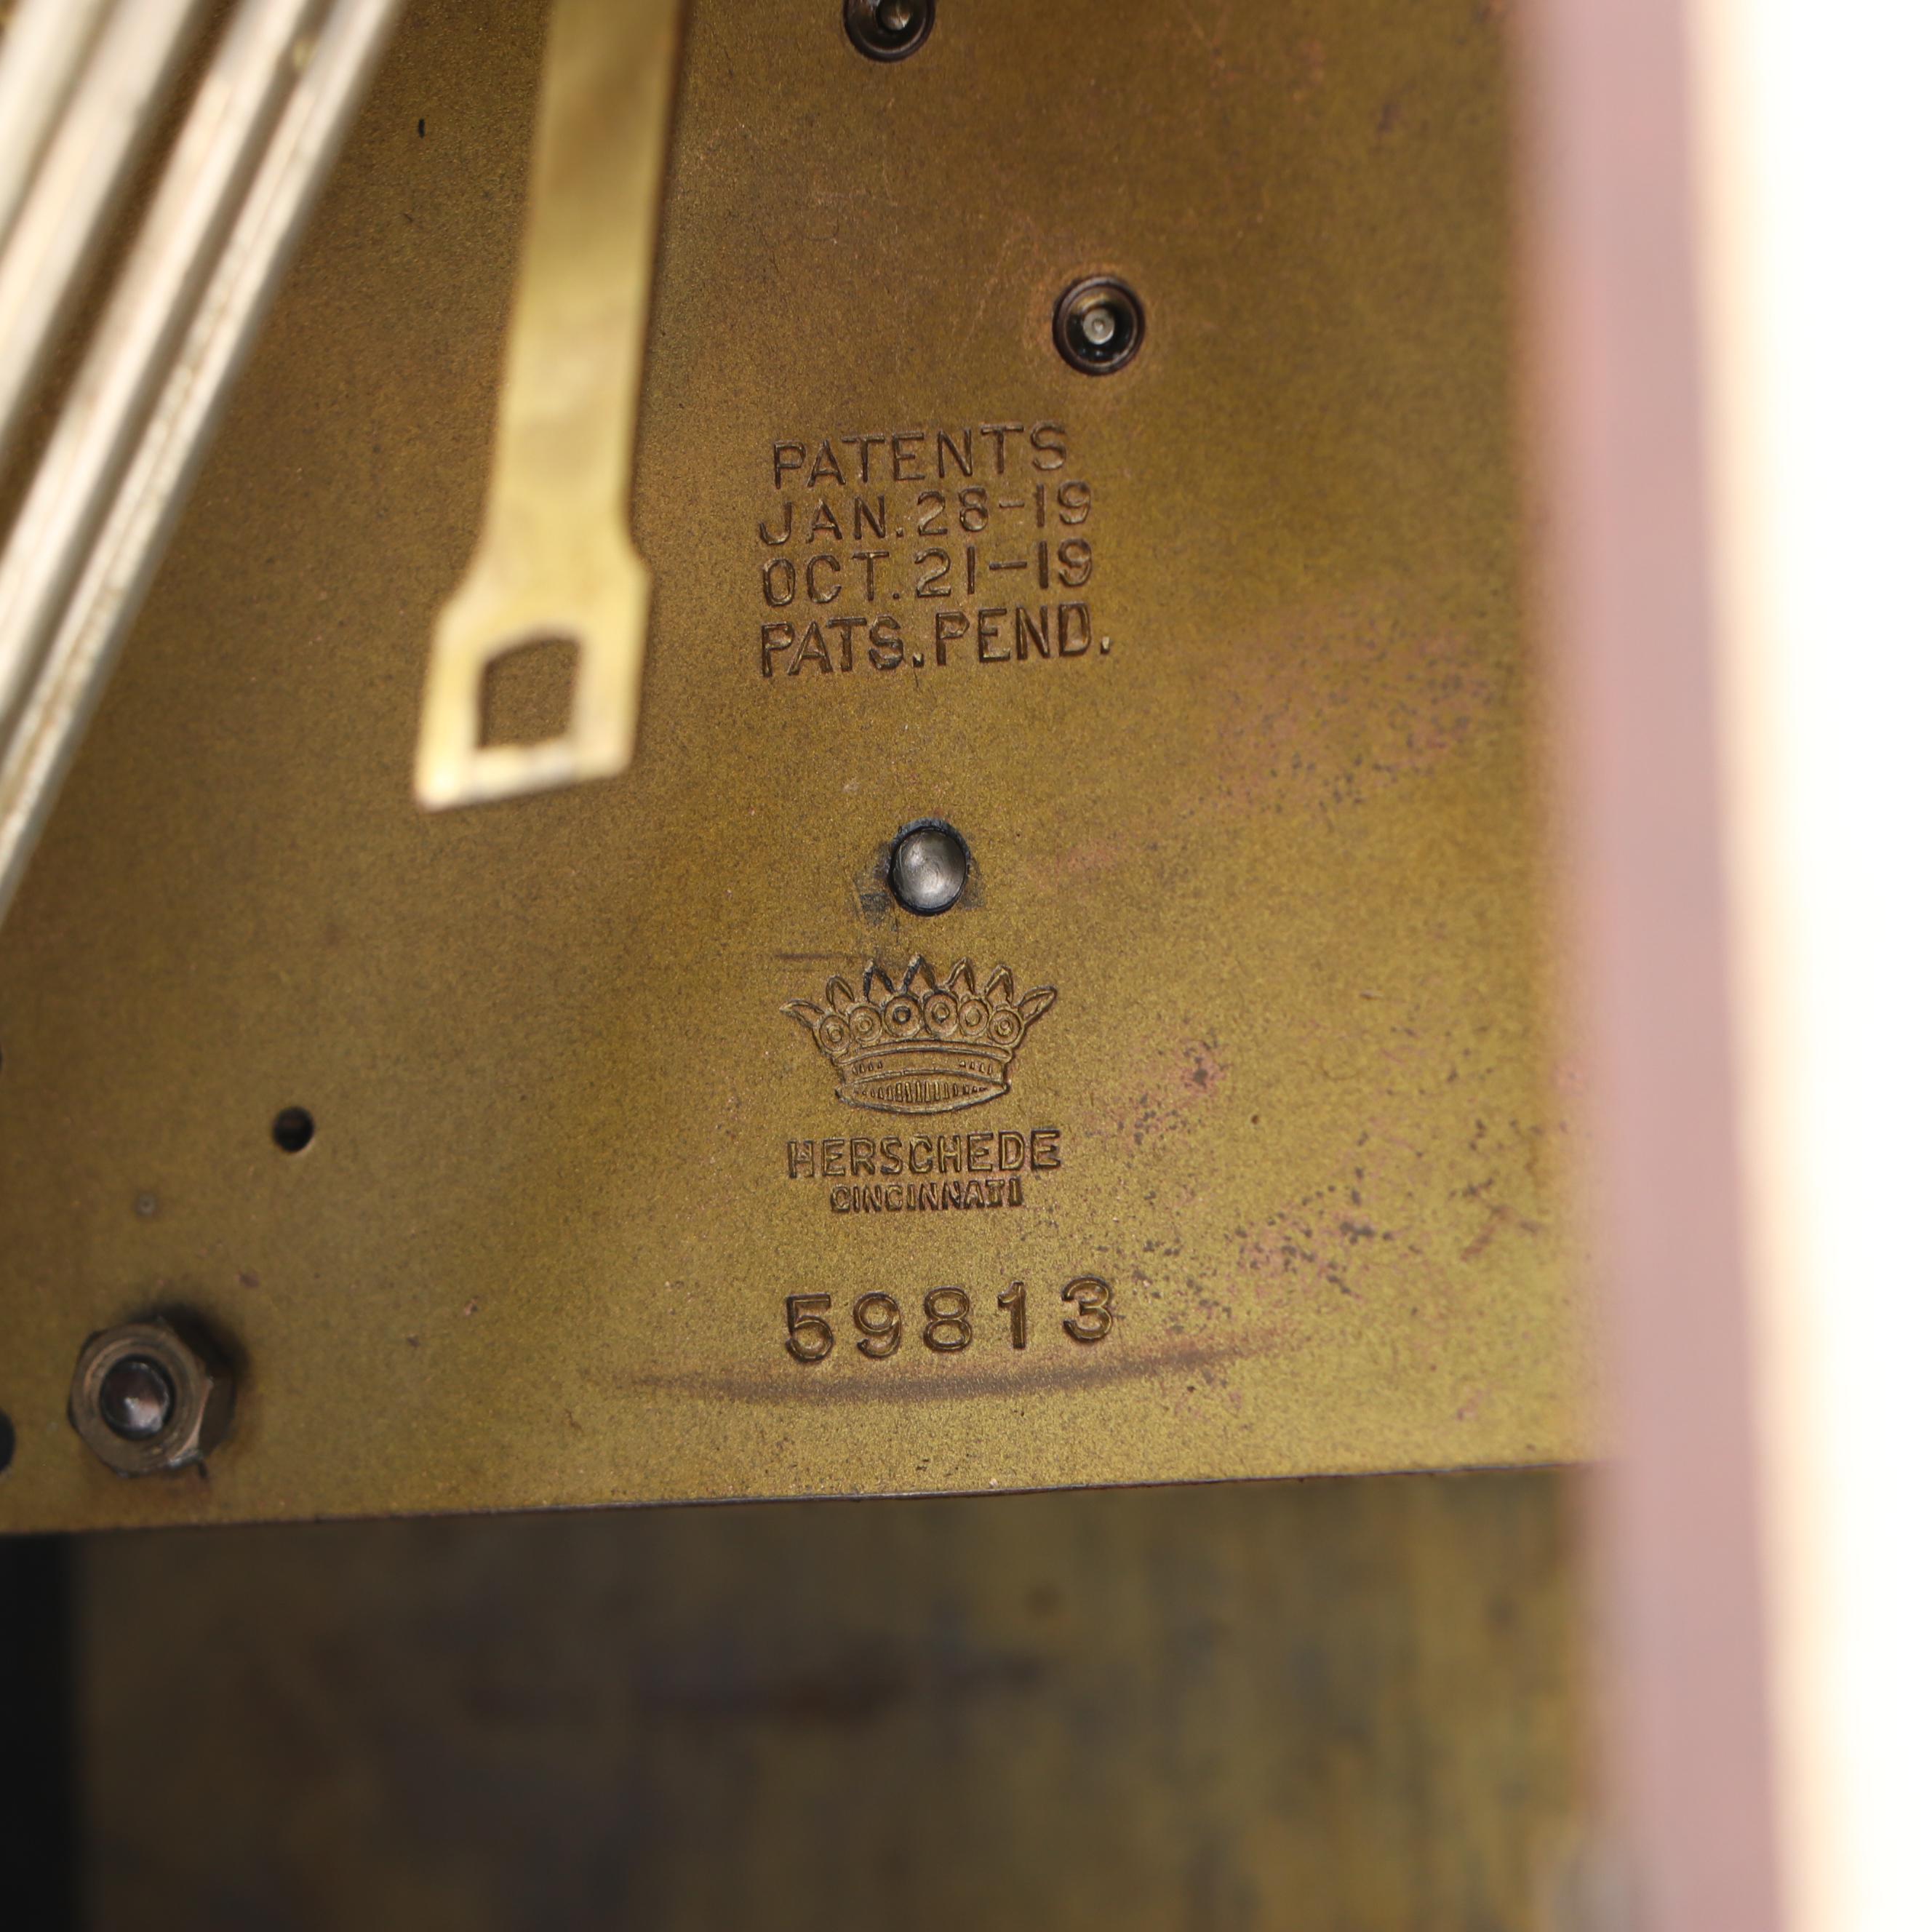 PATENTS
JAN. 28-19
OCT. 21-19
PATS. PEND.
HERSCHEDE
CINCINNATI
59813